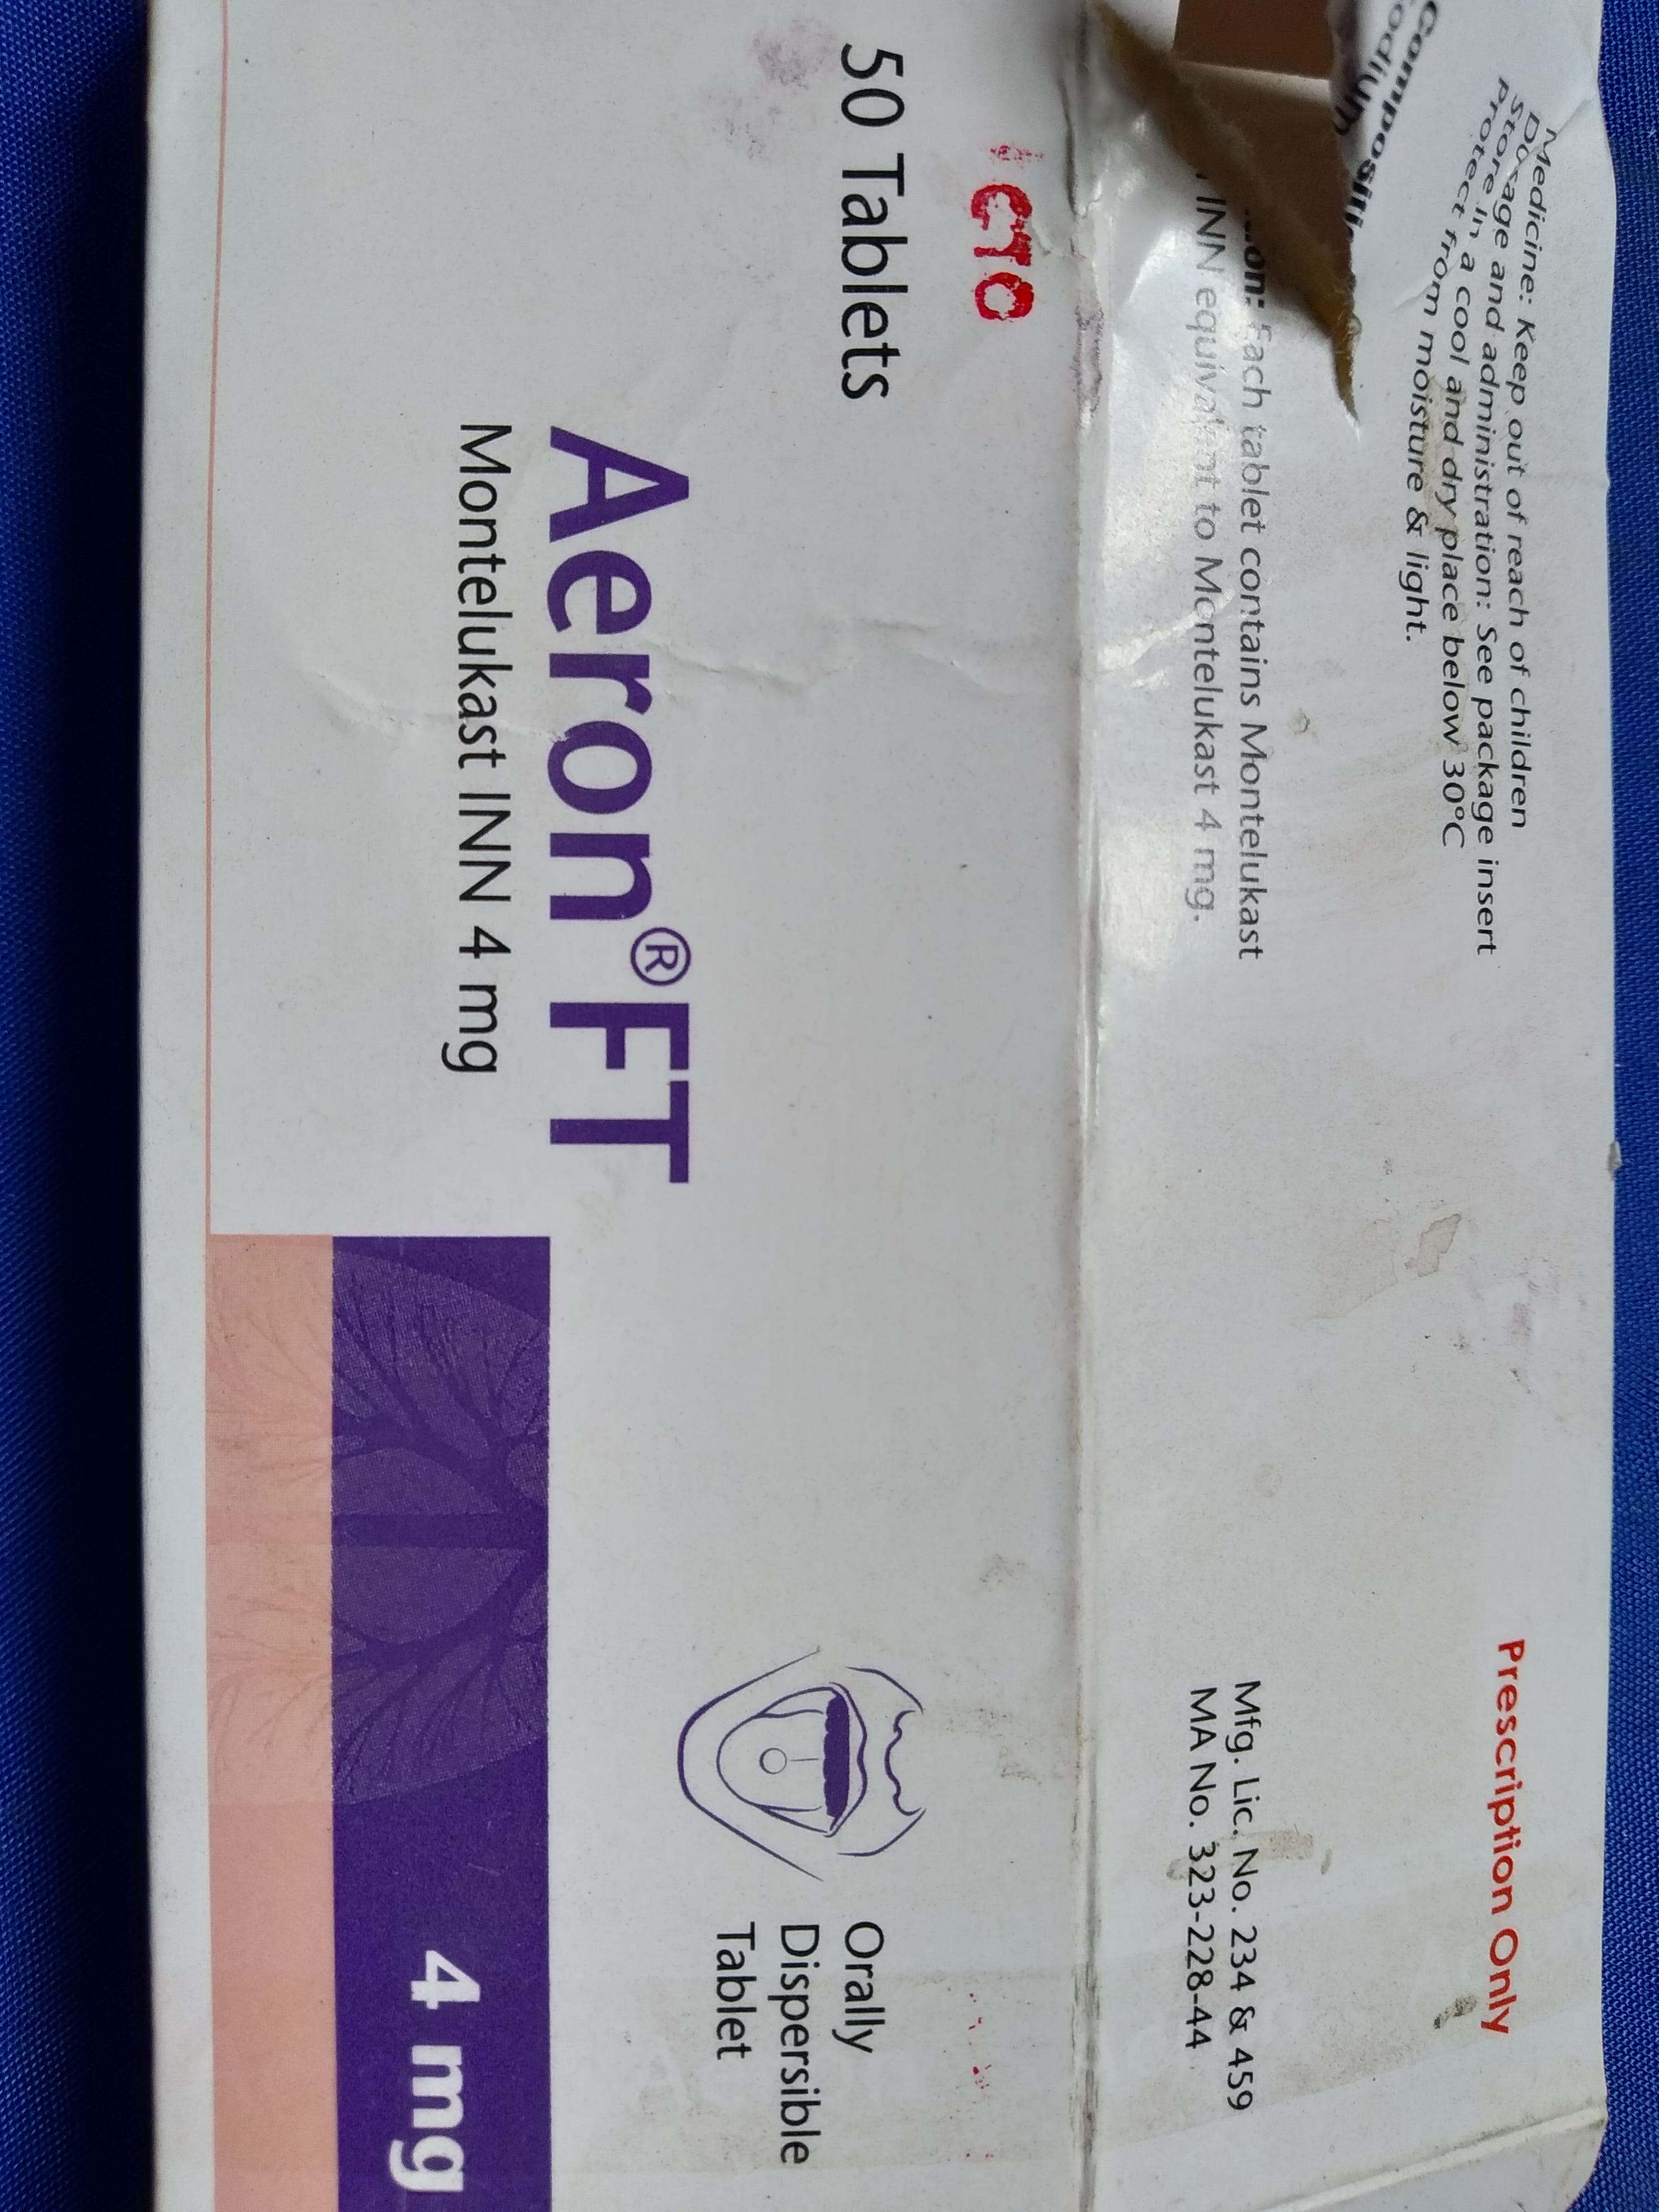 Medicine: Keep out of reach of children
Dosage and administration: See package insert
Store in a cool and dry place below 30°C
Protect from moisture & light.
Prescription Only
Compositi
odium
on: Each tablet contains Montelukast
INN equivalent to Montelukast 4 mg.
Mfg. Lic. No. 234 & 459
MA No. 323-228-44
CTO
50 Tablets
Orally
Dispersible
Tablet
Aeron®FT
Montelukast INN 4 mg
4 mg